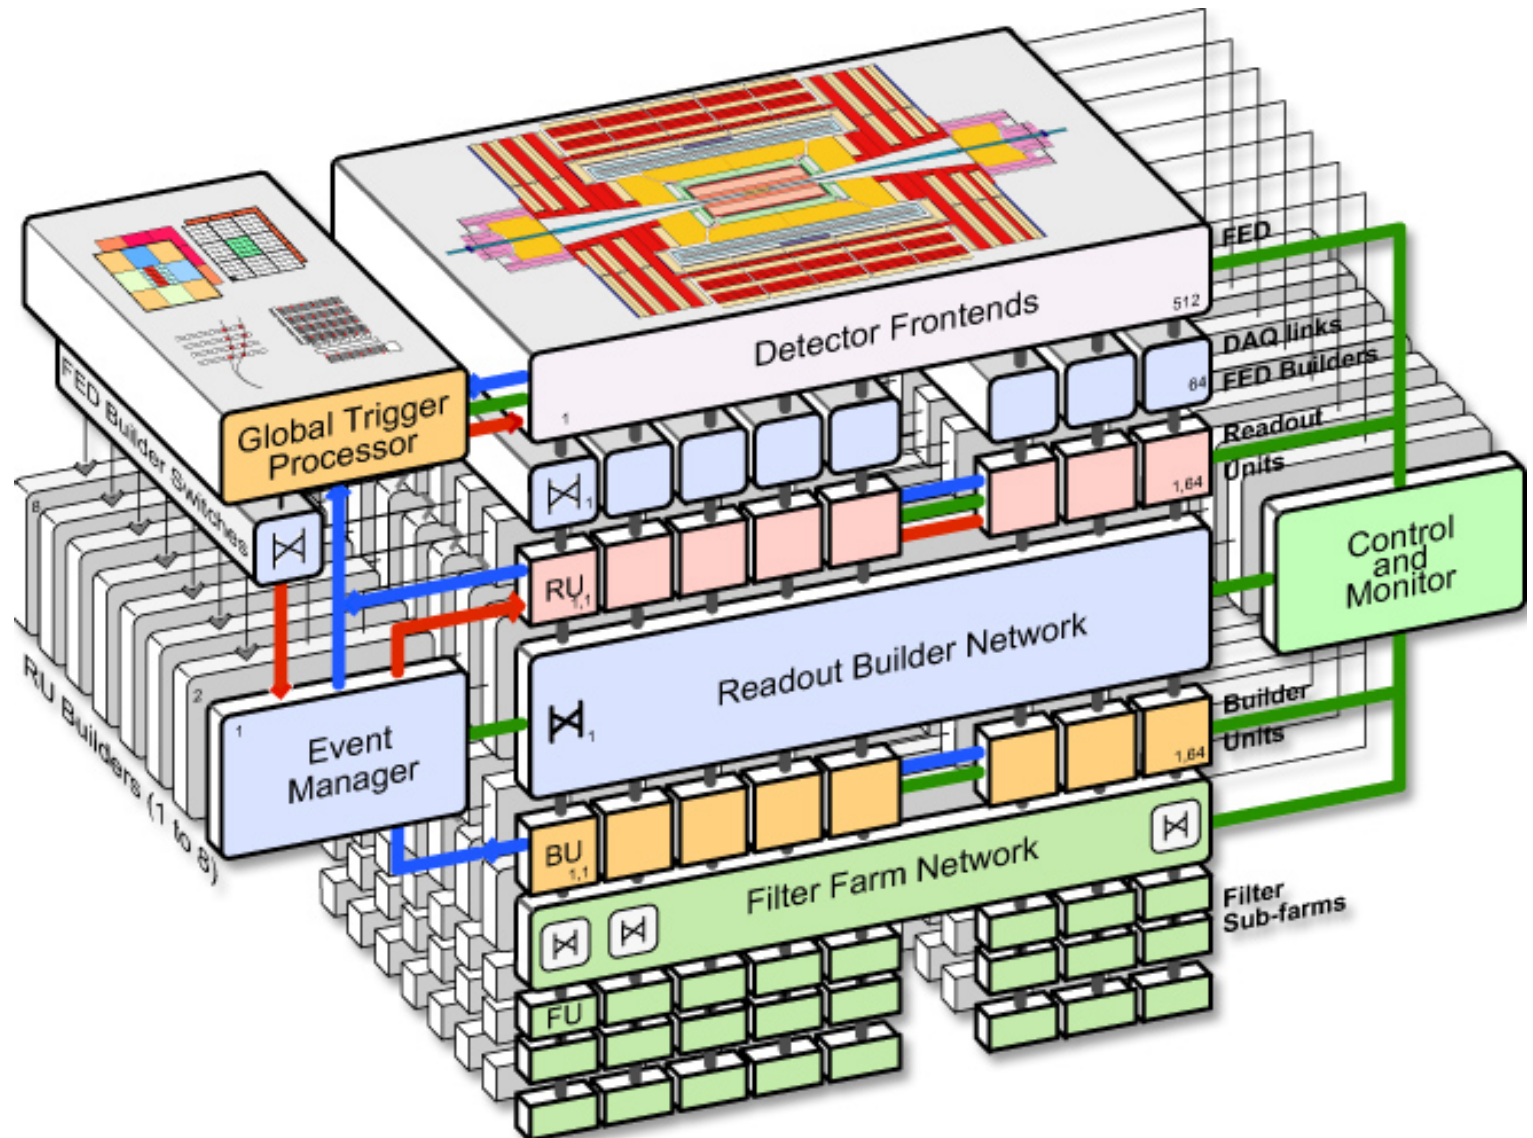 FED
512
Detector Frontends
1
DAQ links
FED Builders
64
FED Builder Switches
Global Trigger
Processor
1
Readout
Units
1,64
8
RU
1,1
Control
and
Monitor
Readout Builder Network
1
RU Builders (1 to 8)
2
1
Event
Manager
Builder
Units
1,64
BU
1,1
Filter Farm Network
Filter
Sub-farms
FU